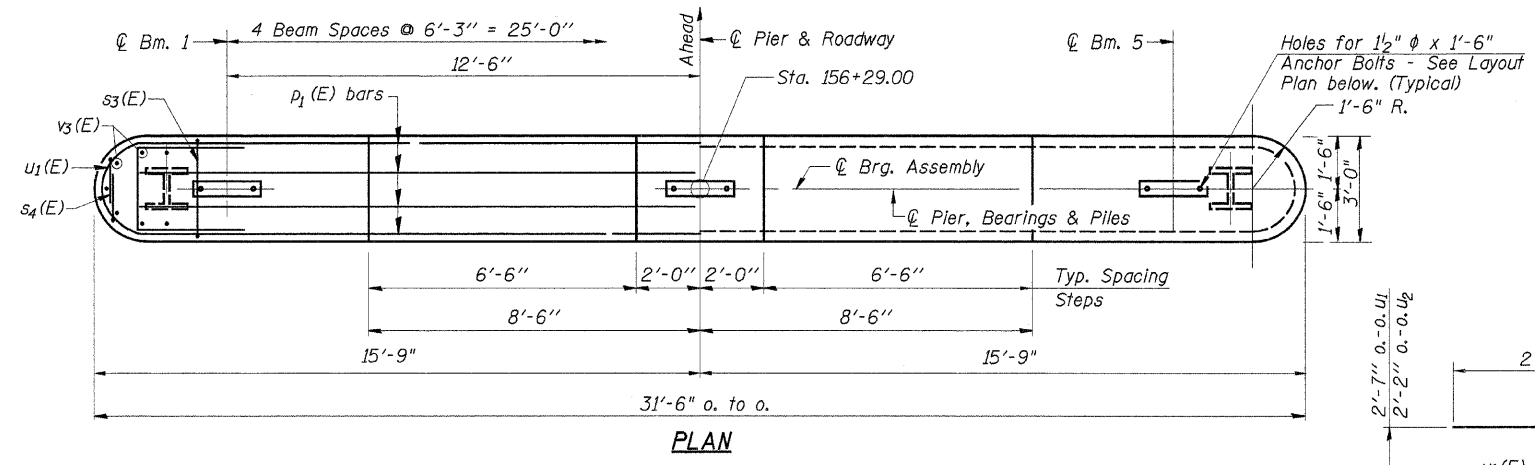 ℄ Bm. 1
4 Beam Spaces @ 6'-3" = 25'-0"
12'-6"
Ahead
℄ Pier & Roadway
Sta. 156+29.00
℄ Bm. 5
Holes for 1½" ϕ x 1'-6"
Anchor Bolts - See Layout
Plan below. (Typical)
1'-6" R.
s3(E)
p1(E) bars
v3(E)
u1(E)
s4(E)
℄ Brg. Assembly
℄ Pier, Bearings & Piles
1'-6" 1'-6"
3'-0"
6'-6" 2'-0" 2'-0" 6'-6" Typ. Spacing
Steps
8'-6" 8'-6"
15'-9" 15'-9"
31'-6" o. to o.
PLAN
2'-7" o.-o. u1
2'-2" o.-o. u2
2